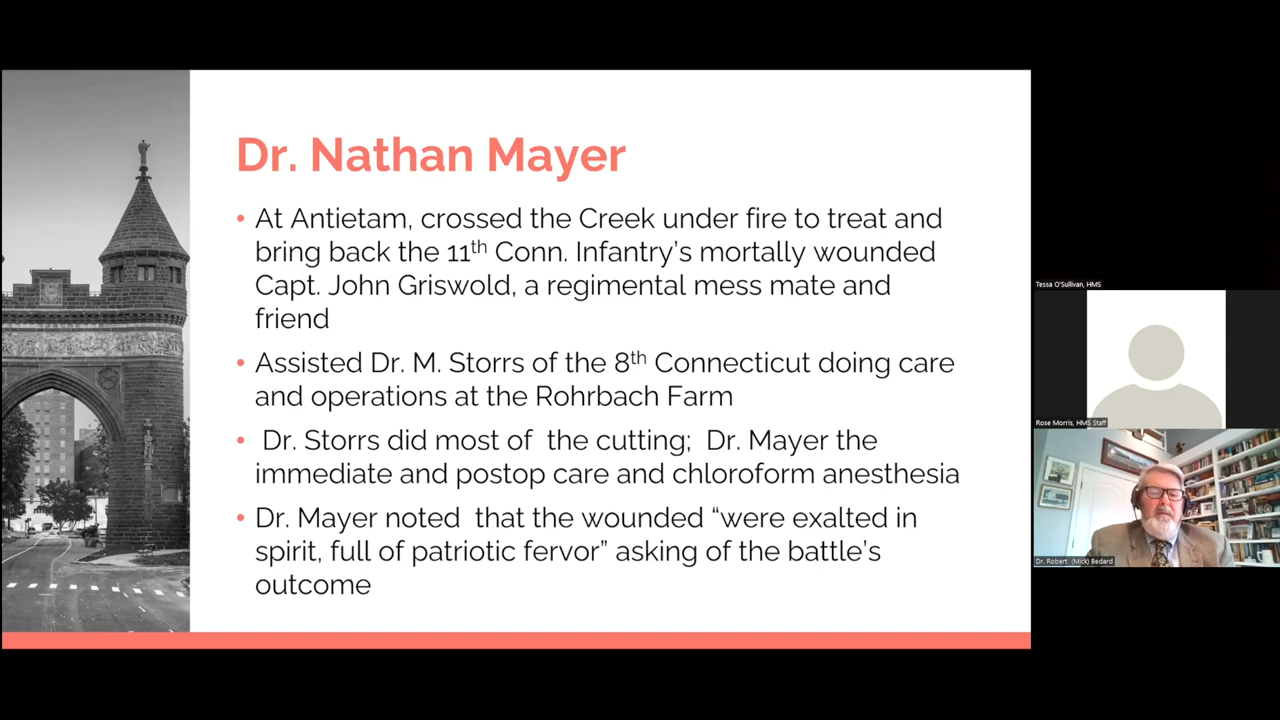 Dr. Nathan Mayer
• At Antietam, crossed the Creek under fire to treat and
bring back the 11th Conn. Infantry's mortally wounded
Capt. John Griswold, a regimental mess mate and
friend
• Assisted Dr. M. Storrs of the 8th Connecticut doing care
and operations at the Rohrbach Farm
• Dr. Storrs did most of the cutting; Dr. Mayer the
immediate and postop care and chloroform anesthesia
• Dr. Mayer noted that the wounded “were exalted in
spirit, full of patriotic fervor” asking of the battle's
outcome
Tessa O'Sullivan, HMS
Rose Morris, HMS Staff
Dr. Robert (Mick) Bedard